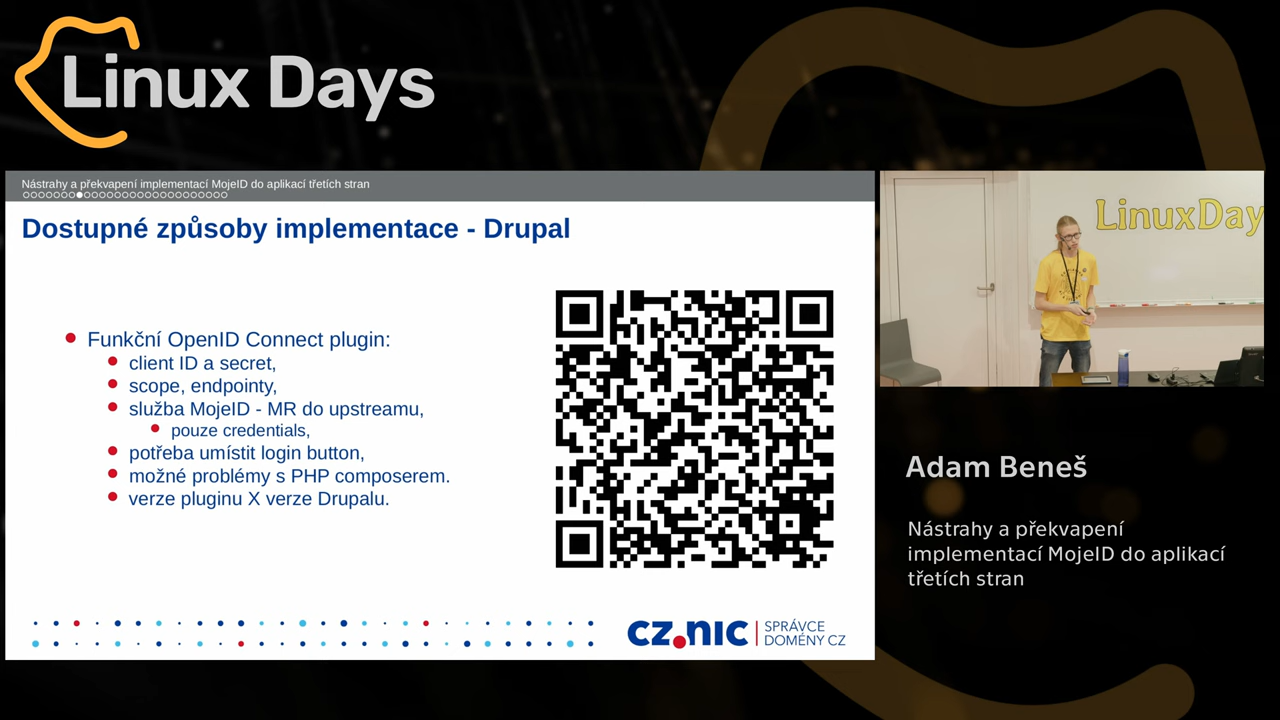 Linux Days
Nástrahy a překvapení implementací MojeID do aplikací třetích stran
Dostupné způsoby implementace - Drupal
Funkční OpenID Connect plugin:
client ID a secret,
scope, endpointy,
služba MojeID - MR do upstreamu,
pouze credentials,
potřeba umístit login button,
možné problémy s PHP composerem.
verze pluginu X verze Drupalu.
CZ.NIC
SPRÁVCE
DOMÉNY CZ
LinuxDay
Adam Beneš
Nástrahy a překvapení
implementací MojeID do aplikací
třetích stran